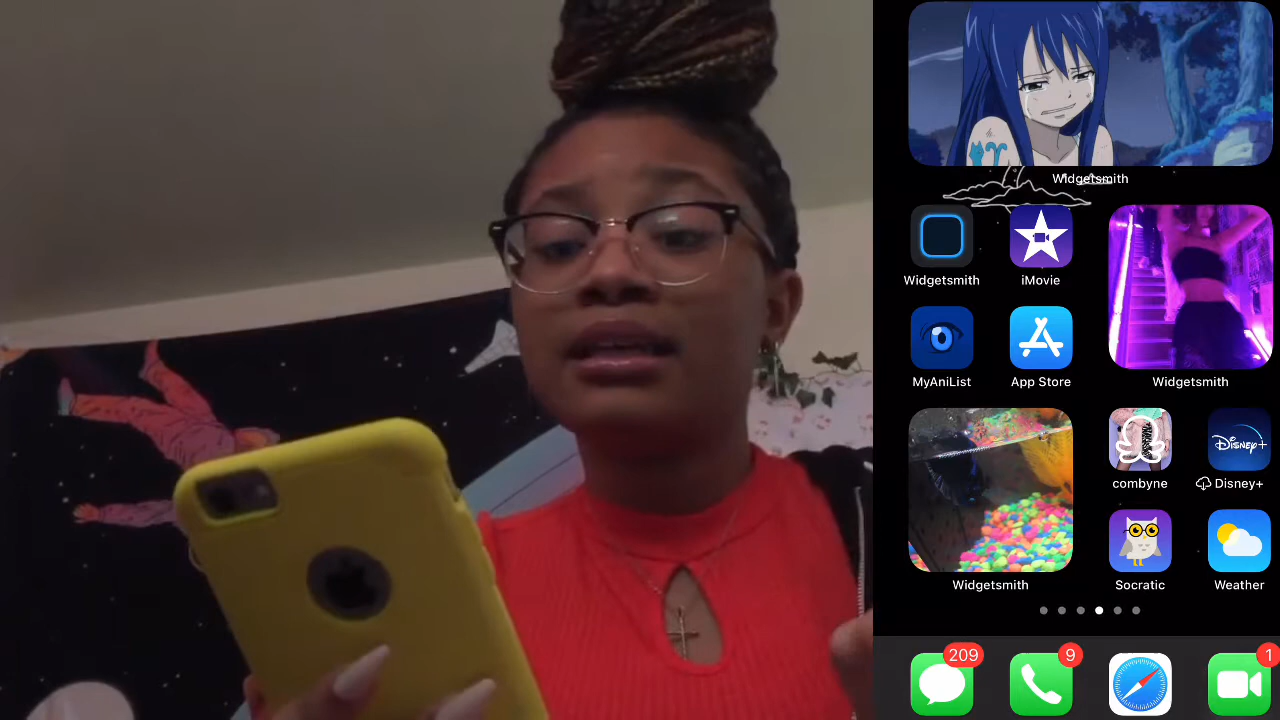 Widgetsmith
Widgetsmith
iMovie
MyAniList
App Store
Widgetsmith
combyne
Disney+
Disney+
Widgetsmith
Socratic
Weather
209
9
1